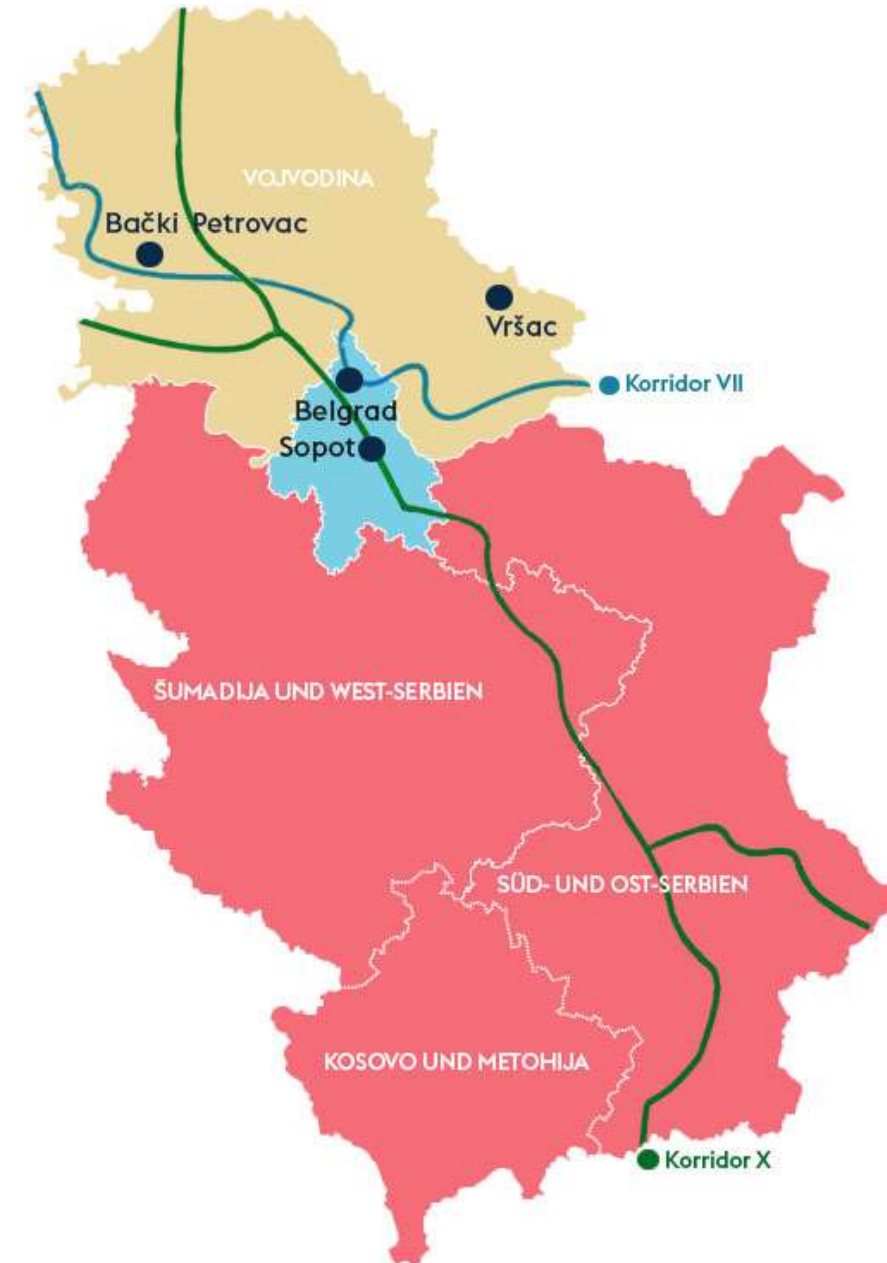 VOJVODINA
Bački Petrovac
Vršac
Korridor VII
Belgrad
Sopot
ŠUMADIJA UND WEST-SERBIEN
SÜD- UND OST-SERBIEN
KOSOVO UND METOHIJA
Korridor X